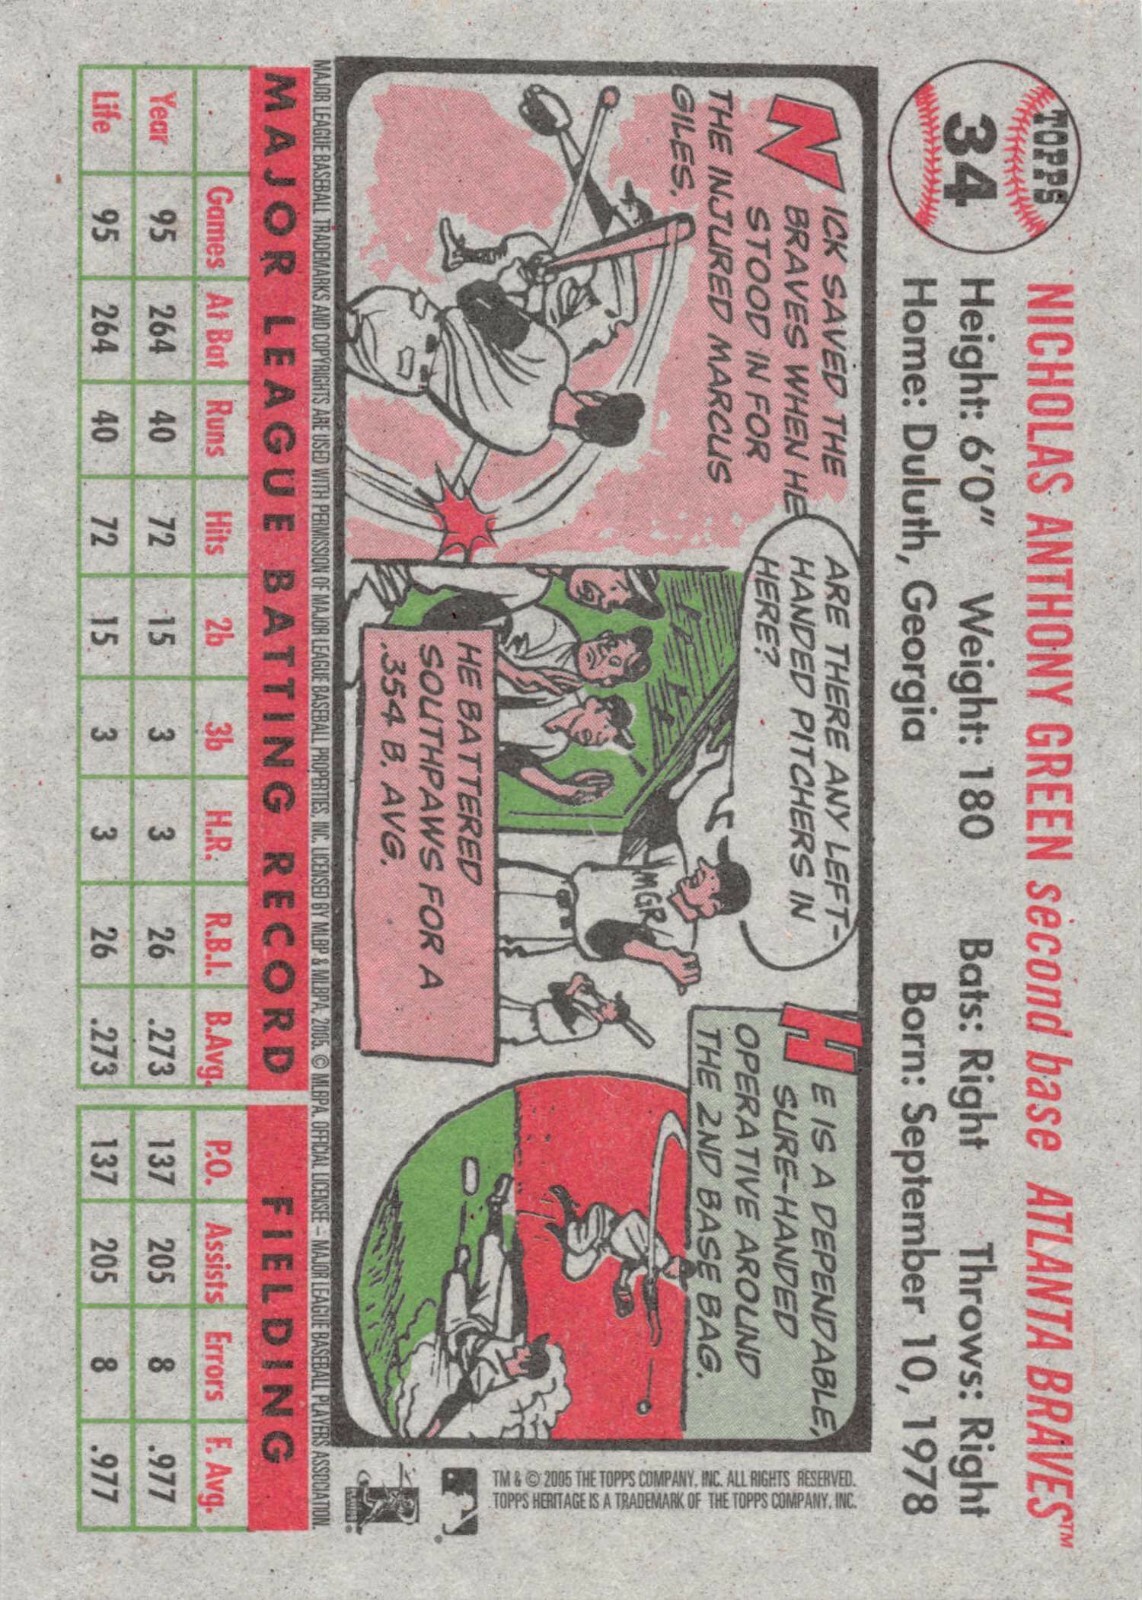 TOPPS
34
NICHOLAS ANTHONY GREEN second base ATLANTA BRAVES™
Height: 6'0" Weight: 180 Bats: Right Throws: Right
Home: Duluth, Georgia Born: September 10, 1978
NICK SAVED THE
BRAVES WHEN HE
STOOD IN FOR
THE INJURED MARCUS
GILES.
ARE THERE ANY LEFT-
HANDED PITCHERS IN
HERE?
MGR
HE BATTERED
SOUTHPAWS FOR A
.354 B. AVG.
HE IS A DEPENDABLE,
SURE-HANDED
OPERATIVE AROUND
THE 2ND BASE BAG.
TM & © 2005 THE TOPPS COMPANY, INC. ALL RIGHTS RESERVED.
TOPPS HERITAGE IS A TRADEMARK OF THE TOPPS COMPANY, INC.
MAJOR LEAGUE BASEBALL TRADEMARKS AND COPYRIGHTS ARE USED WITH PERMISSION OF MAJOR LEAGUE BASEBALL PROPERTIES, INC. LICENSED BY MLBP & MLBPA, 2005. © MLBPA. OFFICIAL LICENSEE – MAJOR LEAGUE BASEBALL PLAYERS ASSOCIATION.
MAJOR LEAGUE BATTING RECORD FIELDING
Games At Bat Runs Hits 2b 3b H.R. R.B.I. B.Avg. P.O. Assists Errors F. Avg.
Year 95 264 40 72 15 3 3 26 .273 137 205 8 .977
Life 95 264 40 72 15 3 3 26 .273 137 205 8 .977